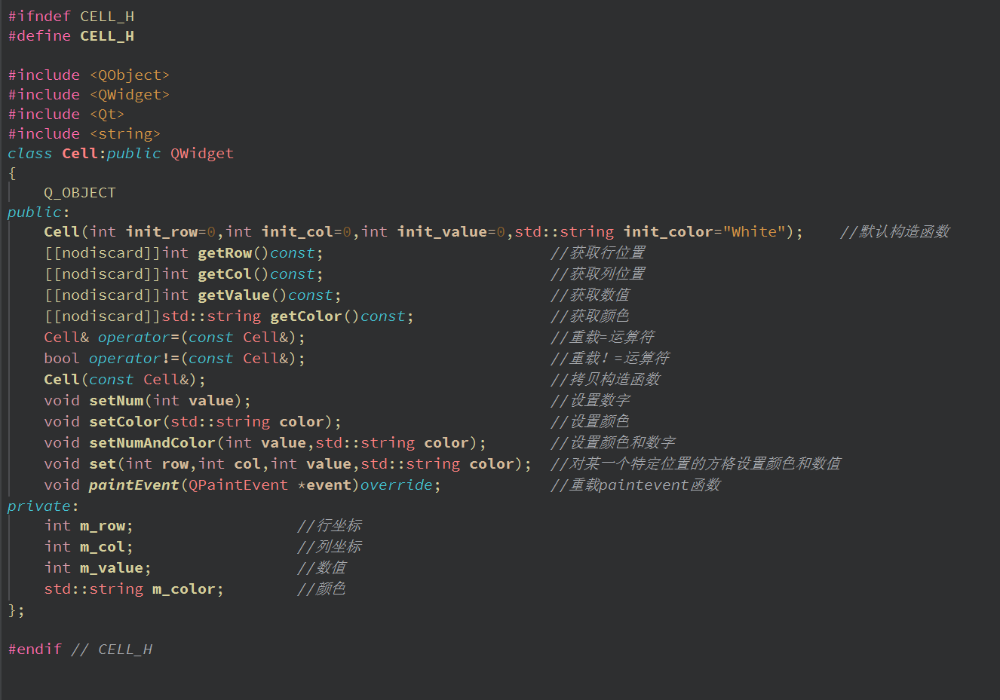 #ifndef CELL_H
#define CELL_H
#include <QObject>
#include <QWidget>
#include <Qt>
#include <string>
class Cell:public QWidget
{
Q_OBJECT
public:
Cell(int init_row=0,int init_col=0,int init_value=0,std::string init_color="White"); //默认构造函数
[[nodiscard]]int getRow()const; //获取行位置
[[nodiscard]]int getCol()const; //获取列位置
[[nodiscard]]int getValue()const; //获取数值
[[nodiscard]]std::string getColor()const; //获取颜色
Cell& operator=(const Cell&); //重载=运算符
bool operator!=(const Cell&); //重载！=运算符
Cell(const Cell&); //拷贝构造函数
void setNum(int value); //设置数字
void setColor(std::string color); //设置颜色
void setNumAndColor(int value,std::string color); //设置颜色和数字
void set(int row,int col,int value,std::string color); //对某一个特定位置的方格设置颜色和数值
void paintEvent(QPaintEvent *event)override; //重载paintevent函数
private:
int m_row; //行坐标
int m_col; //列坐标
int m_value; //数值
std::string m_color; //颜色
};
#endif // CELL_H